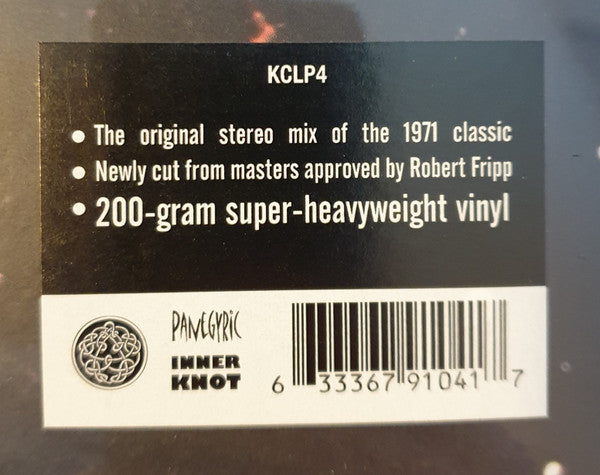 KCLP4
• The original stereo mix of the 1971 classic
• Newly cut from masters approved by Robert Fripp
• 200-gram super-heavyweight vinyl
PANEGYRIC
INNER
KNOT
6 33367 91041 7